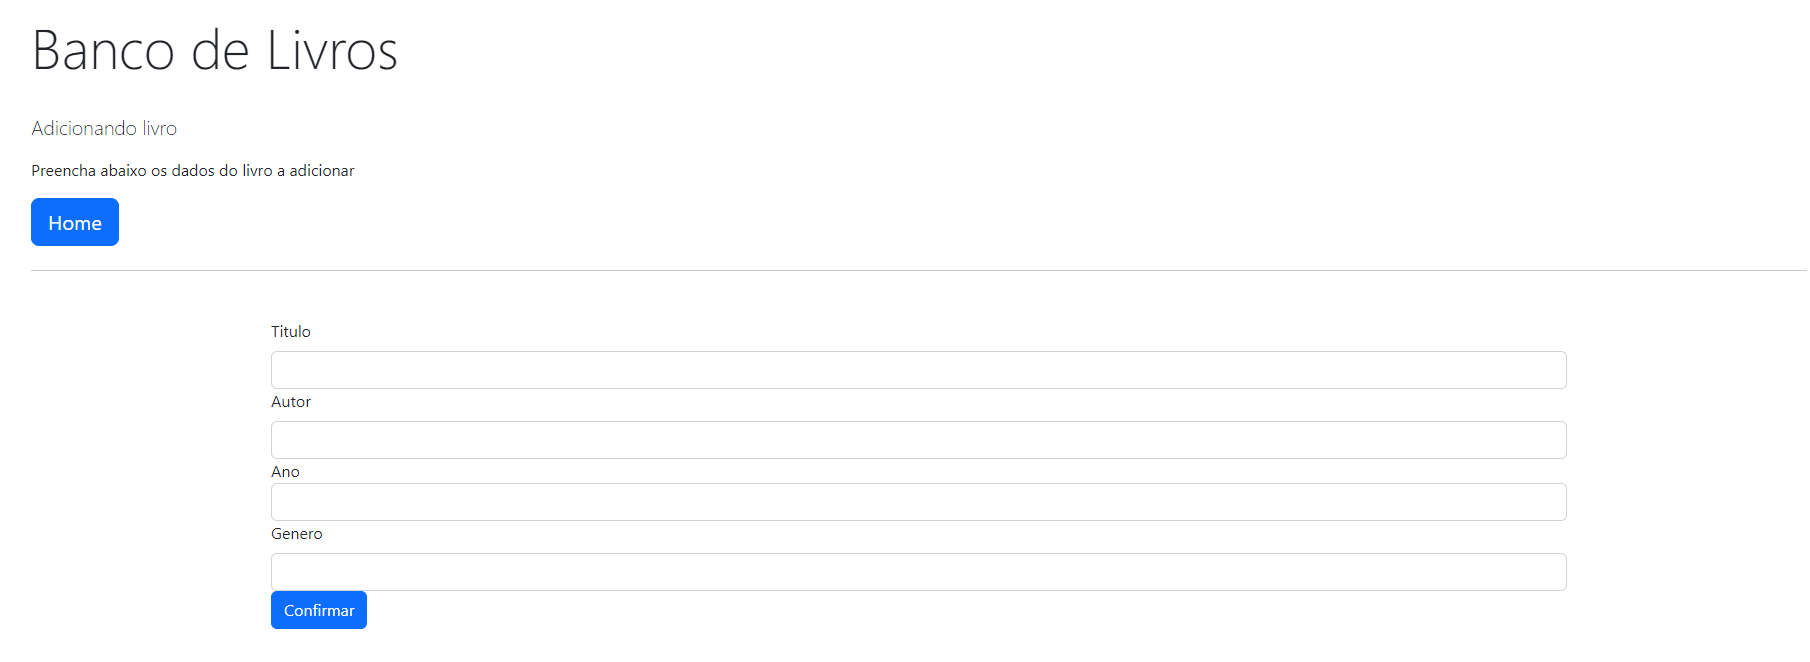 Banco de Livros
Adicionando livro
Preencha abaixo os dados do livro a adicionar
Home
Titulo
Autor
Ano
Genero
Confirmar